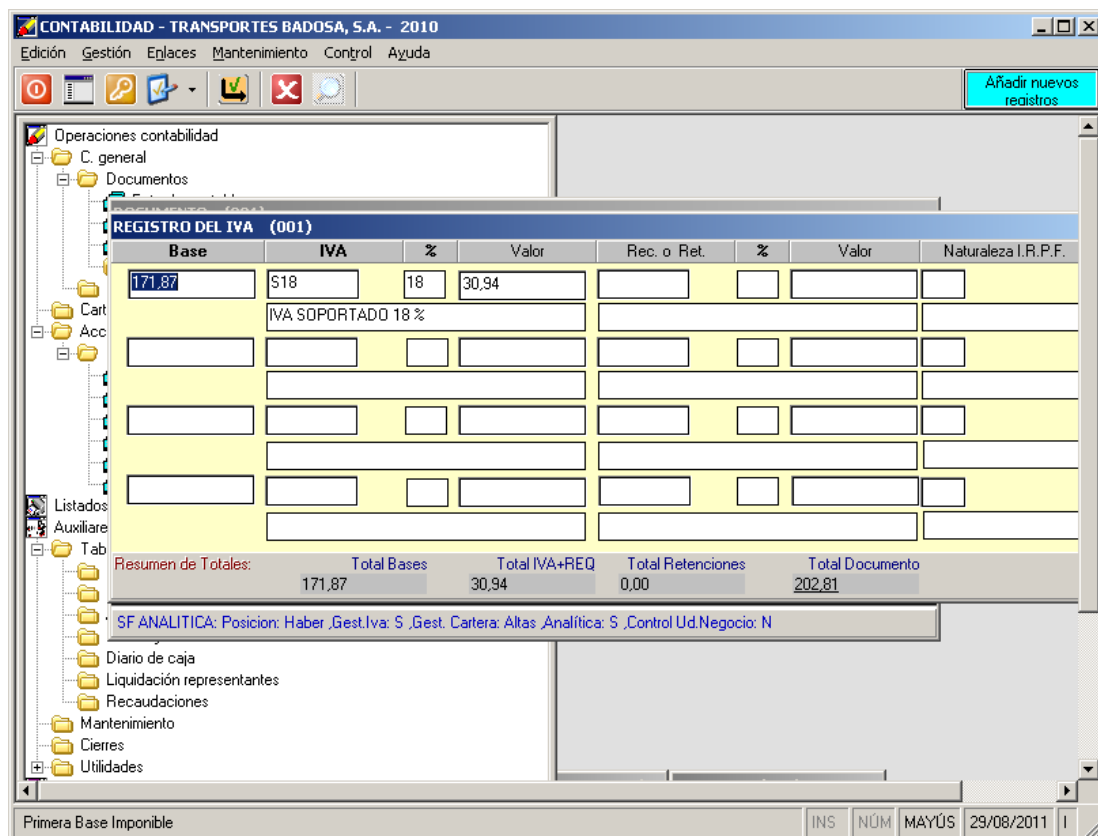 CONTABILIDAD - TRANSPORTES BADOSA, S.A. - 2010
Edición Gestión Enlaces Mantenimiento Control Ayuda
Añadir nuevos
registros
Operaciones contabilidad
C. general
Documentos
REGISTRO DEL IVA (001)
Base IVA % Valor Rec. o Ret. % Valor Naturaleza I.R.P.F.
171,87 S18 18 30,94
IVA SOPORTADO 18 %
Cart
Acc
Listados
Auxiliare
Tab
Resumen de Totales: Total Bases Total IVA+REQ Total Retenciones Total Documento
171,87 30,94 0,00 202,81
SF ANALITICA: Posicion: Haber ,Gest.Iva: S ,Gest. Cartera: Altas ,Analítica: S ,Control Ud.Negocio: N
Diario de caja
Liquidación representantes
Recaudaciones
Mantenimiento
Cierres
Utilidades
Primera Base Imponible INS NÚM MAYÚS 29/08/2011 I